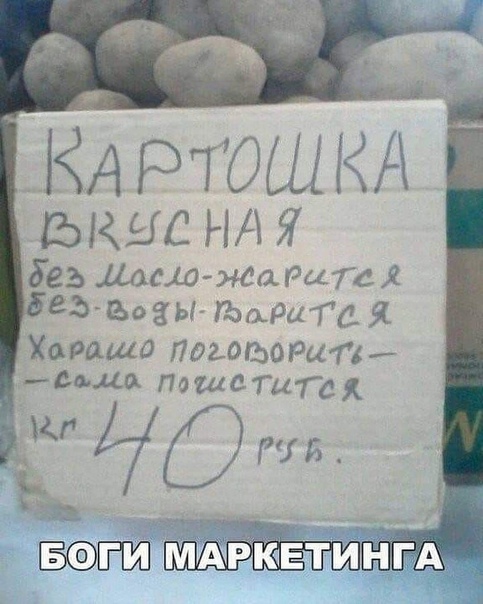 КАРТОШКА
ВКУСНАЯ
без Масло-жарится
без-Воды-Варится
Харашо поговорить-
-сама почистится
кг 40 руб.
БОГИ МАРКЕТИНГА